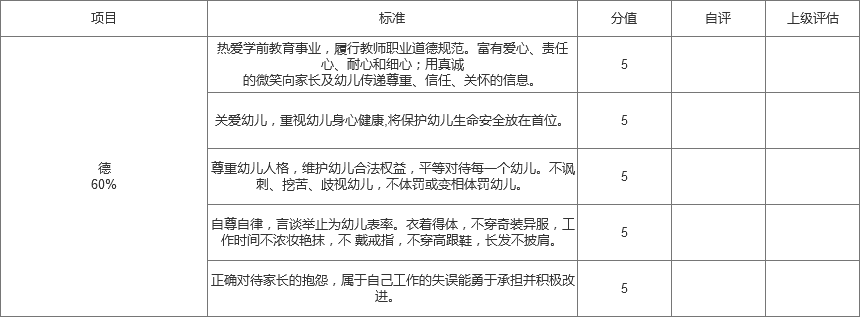 项目 标准 分值 自评 上级评估
热爱学前教育事业，履行教师职业道德规范。富有爱心、责任
心、耐心和细心；用真诚
的微笑向家长及幼儿传递尊重、信任、关怀的信息。
5
关爱幼儿，重视幼儿身心健康,将保护幼儿生命安全放在首位。
5
德
60%
尊重幼儿人格，维护幼儿合法权益，平等对待每一个幼儿。不讽
刺、挖苦、歧视幼儿，不体罚或变相体罚幼儿。
5
自尊自律，言谈举止为幼儿表率。衣着得体，不穿奇装异服，工
作时间不浓妆艳抹，不 戴戒指，不穿高跟鞋，长发不披肩。
5
正确对待家长的抱怨，属于自己工作的失误能勇于承担并积极改
进。
5